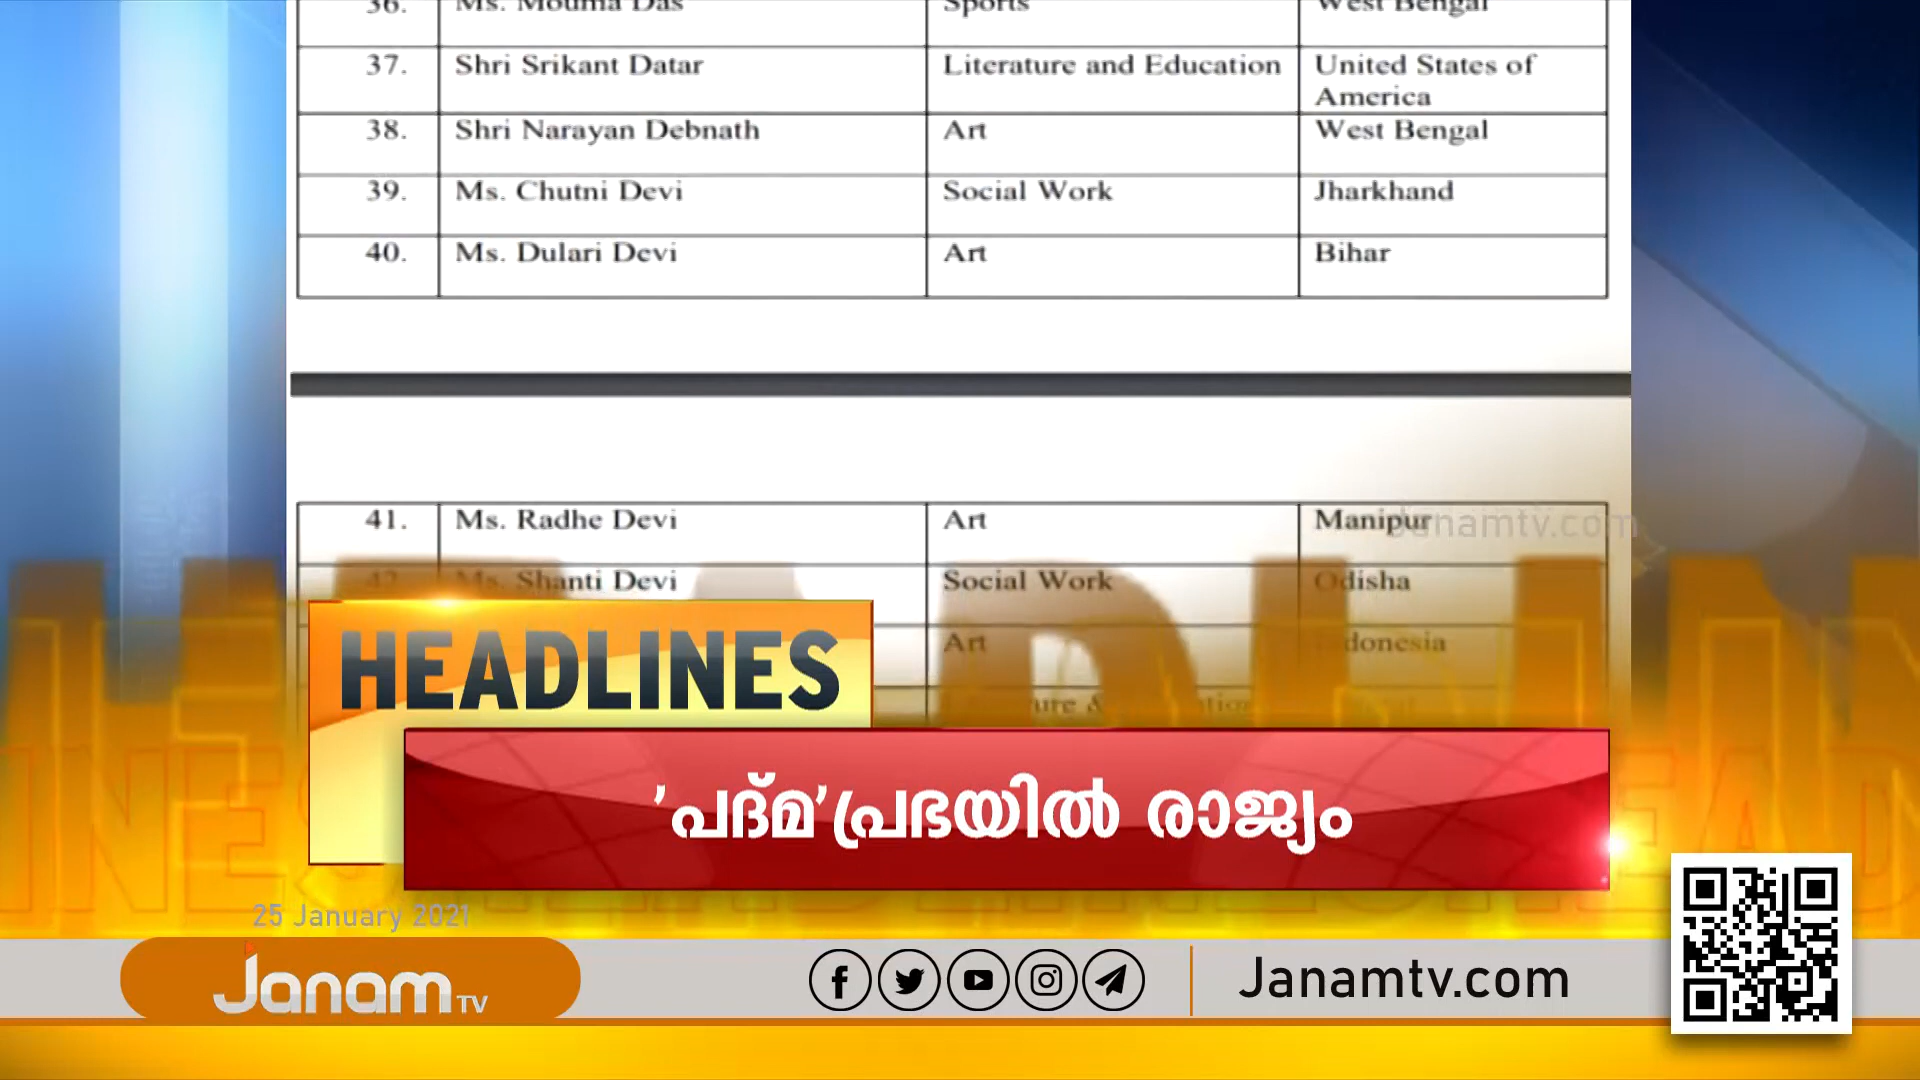 36. Ms. Mouma Das Sports West Bengal
37. Shri Srikant Datar Literature and Education United States of
America
38. Shri Narayan Debnath Art West Bengal
39. Ms. Chutni Devi Social Work Jharkhand
40. Ms. Dulari Devi Art Bihar
41. Ms. Radhe Devi Art Manipur
Janamtv.com
42. Ms. Shanti Devi Social Work Odisha
Art
HEADLINES
'പദ്മ'പ്രഭയിൽ രാജ്യം
25 January 2021
Janam TV
Janamtv.com